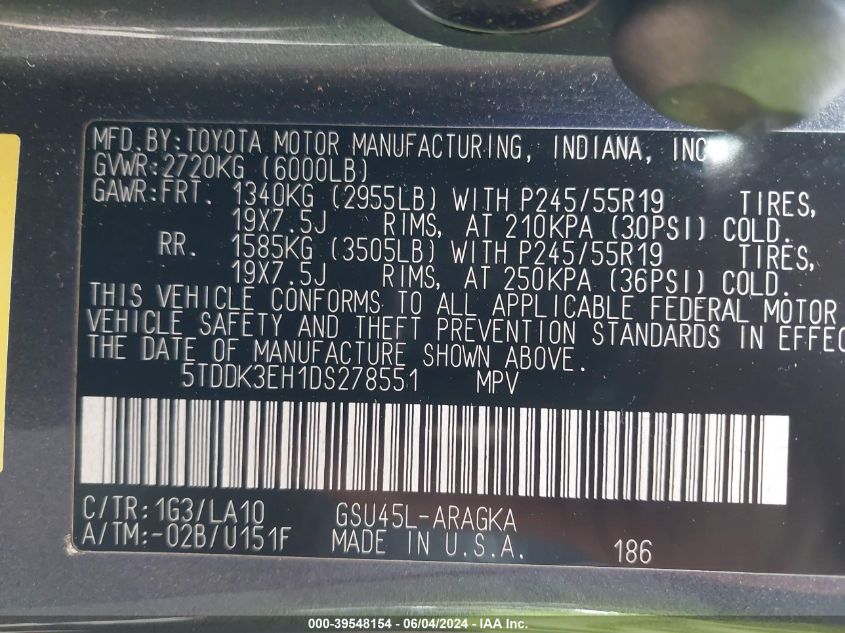 MFD. BY: TOYOTA MOTOR MANUFACTURING, INDIANA, INC
GVWR: 2720KG (6000LB)
GAWR: FRT. 1340KG (2955LB) WITH P245/55R19 TIRES,
19X7.5J RIMS, AT 210KPA (30PSI) COLD.
RR. 1585KG (3505LB) WITH P245/55R19 TIRES,
19X7.5J RIMS, AT 250KPA (36PSI) COLD.
THIS VEHICLE CONFORMS TO ALL APPLICABLE FEDERAL MOTOR
VEHICLE SAFETY AND THEFT PREVENTION STANDARDS IN EFFEC
THE DATE OF MANUFACTURE SHOWN ABOVE.
5TDDK3EH1DS278551 MPV
C/TR: 1G3/LA10 GSU45L-ARAGKA
A/TM: -02B/U151F MADE IN U.S.A. 186
000-39548154 - 06/04/2024 - IAA, Inc.